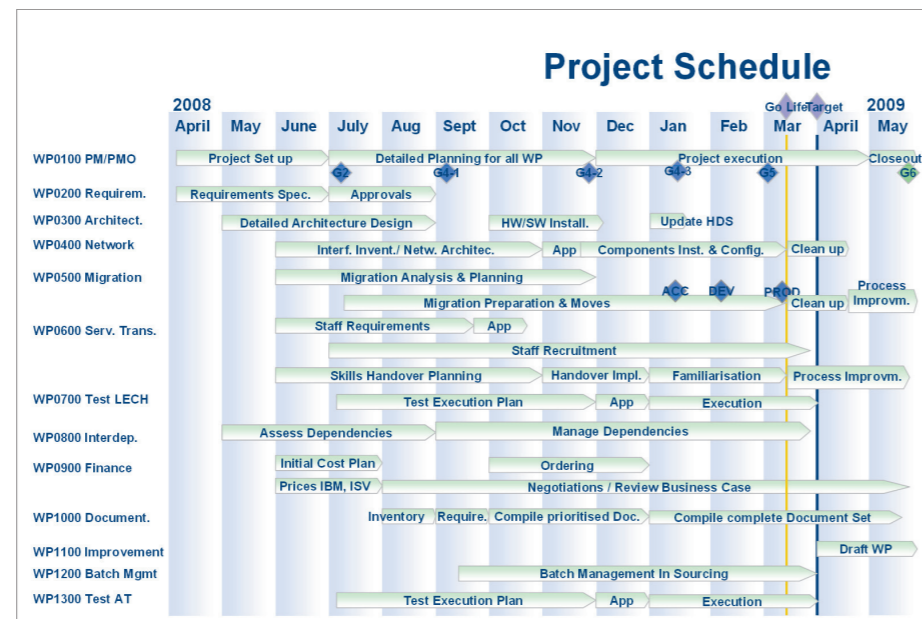 Project Schedule
Go Life Target
2008 2009
April May June July Aug Sept Oct Nov Dec Jan Feb Mar April May
WP0100 PM/PMO Project Set up Detailed Planning for all WP Project execution Closeout
G2 G4-1 G4-2 G4-3 G5 G6
WP0200 Requirem. Requirements Spec. Approvals
WP0300 Architect. Detailed Architecture Design HW/SW Install. Update HDS
WP0400 Network Interf. Invent./ Netw. Architec. App Components Inst. & Config. Clean up
WP0500 Migration Migration Analysis & Planning
ACC DEV PROD Process
Migration Preparation & Moves Clean up Improvm.
WP0600 Serv. Trans. Staff Requirements App
Staff Recruitment
Skills Handover Planning Handover Impl. Familiarisation Process Improvm.
WP0700 Test LECH Test Execution Plan App Execution
WP0800 Interdep. Assess Dependencies Manage Dependencies
WP0900 Finance Initial Cost Plan Ordering
Prices IBM, ISV Negotiations / Review Business Case
WP1000 Document. Inventory Require. Compile prioritised Doc. Compile complete Document Set
WP1100 Improvement Draft WP
WP1200 Batch Mgmt Batch Management In Sourcing
WP1300 Test AT Test Execution Plan App Execution